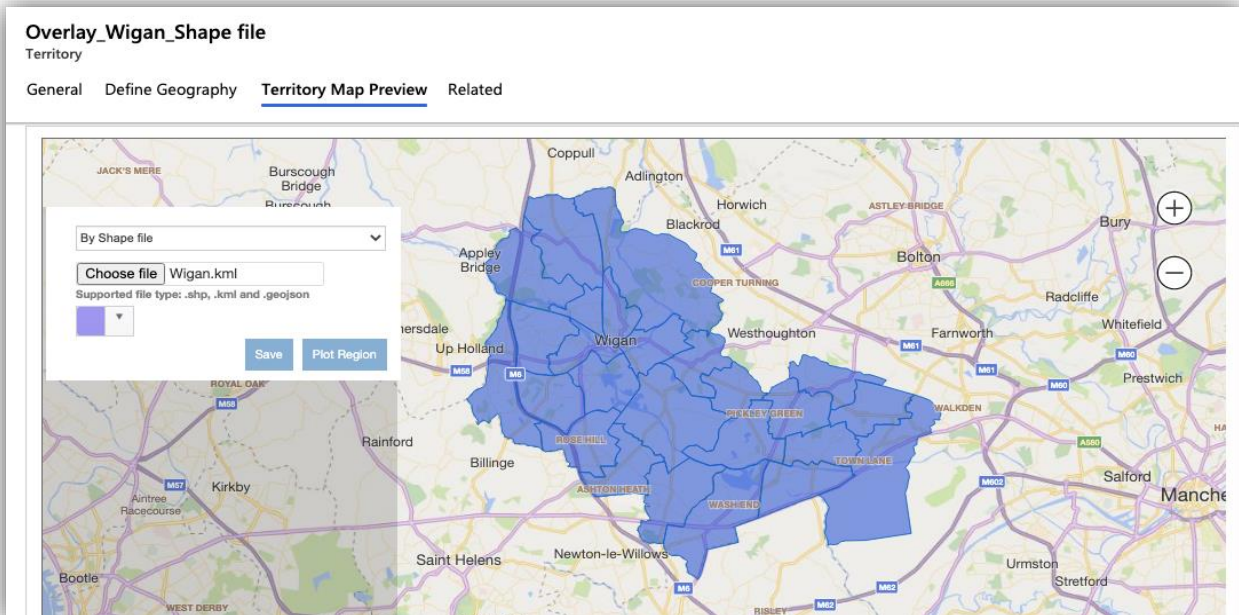 Overlay_Wigan_Shape file
Territory
General Define Geography Territory Map Preview Related
JACK'S MERE
Burscough
Bridge
Burscough
Coppull
Adlington
Horwich
Blackrod
ASTLEY BRIDGE
Bury
+
By Shape file
Choose file Wigan.kml
Supported file type: .shp, .kml and .geojson
Save Plot Region
Appley
Bridge
M61
Bolton
−
COOPER TURNING
A666
Radcliffe
Whitefield
ersdale
Up Holland
Wigan
Westhoughton
Farnworth
M61
M58
M6
M61
M60
M60
Prestwich
ROYAL OAK
M58
PICKLEY GREEN
WALKDEN
HA
Rainford
ROSE HILL
A580
Billinge
TOWN LANE
M57
Kirkby
Aintree
Racecourse
ASHTON HEATH
WASH END
M602
Salford
Manche
Saint Helens
Newton-le-Willows
Urmston
Stretford
Bootle
M6
M62
M62
WEST DERBY
RISLEY